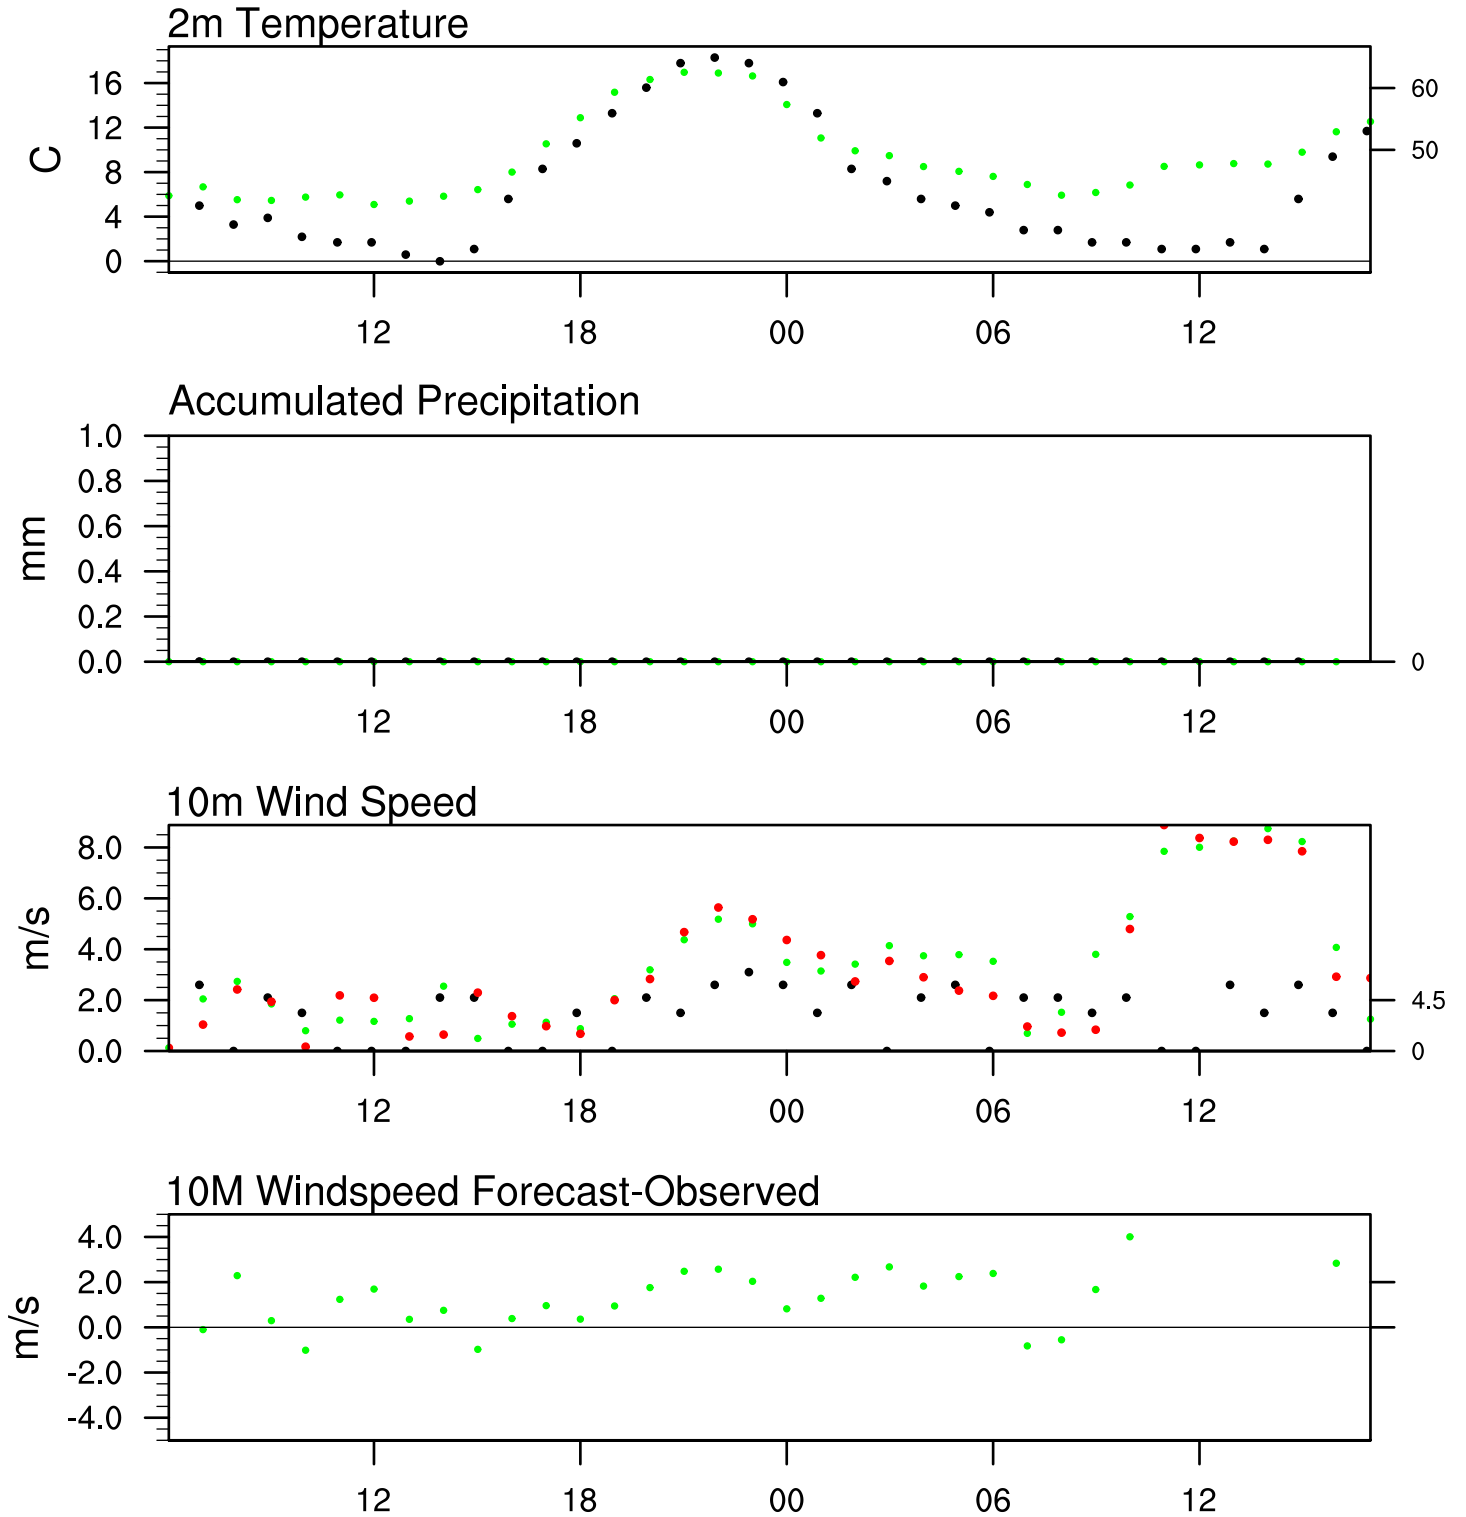 2m Temperature
16
12
8
4
0
C
60
50
12 18 00 06 12
Accumulated Precipitation
1.0
0.8
0.6
0.4
0.2
0.0
mm
0
12 18 00 06 12
10m Wind Speed
8.0
6.0
4.0
2.0
0.0
m/s
4.5
0
12 18 00 06 12
10M Windspeed Forecast-Observed
4.0
2.0
0.0
-2.0
-4.0
m/s
12 18 00 06 12